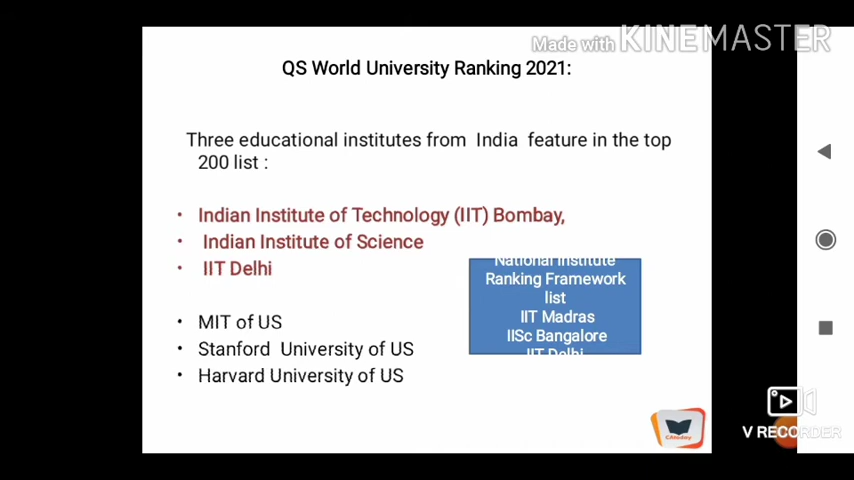 Made with KINEMASTER
QS World University Ranking 2021:
Three educational institutes from India feature in the top
200 list :
• Indian Institute of Technology (IIT) Bombay,
• Indian Institute of Science
• IIT Delhi
National Institute
Ranking Framework
list
IIT Madras
IISc Bangalore
IIT Delhi
• MIT of US
• Stanford University of US
• Harvard University of US
V RECORDER